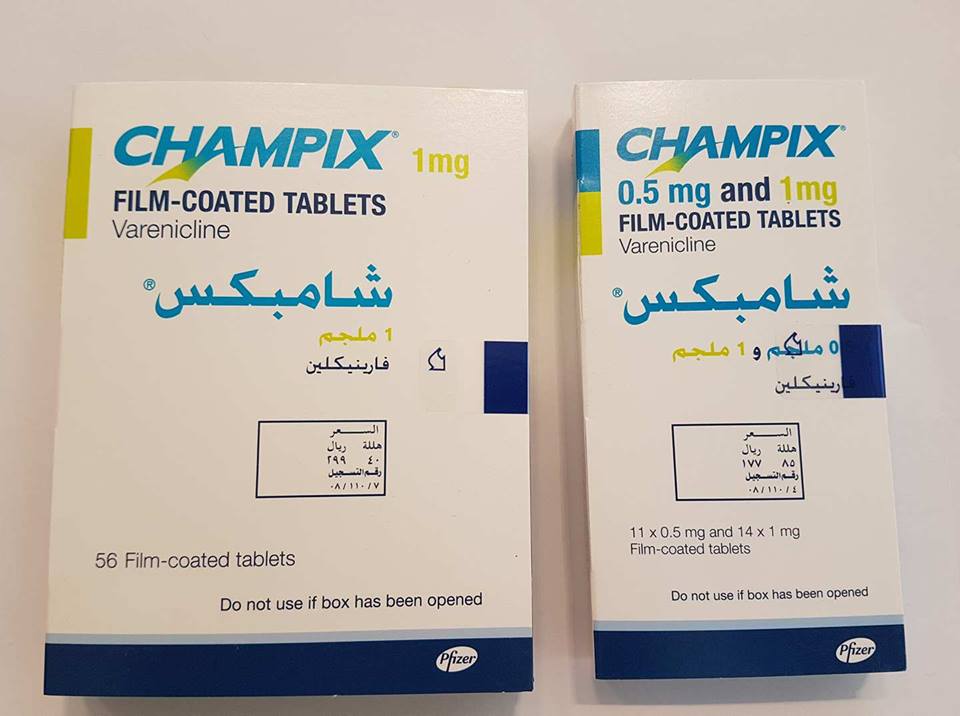 CHAMPIX® 1mg
FILM-COATED TABLETS
Varenicline
شامبكس®
1 ملجم
فارينيكلين
السعر
هللة ريال
٤٠ ٢٩٩
رقم التسجيل
٠٨/١١٠/٧
56 Film-coated tablets
Do not use if box has been opened
Pfizer
CHAMPIX®
0.5 mg and 1mg
FILM-COATED TABLETS
Varenicline
شامبكس®
ملجم و 1 ملجم
فارينيكلين
السعر
هللة ريال
٨٥ ١٧٧
رقم التسجيل
٠٨/١١٠/٤
11 x 0.5 mg and 14 x 1 mg
Film-coated tablets
Do not use if box has been opened
Pfizer